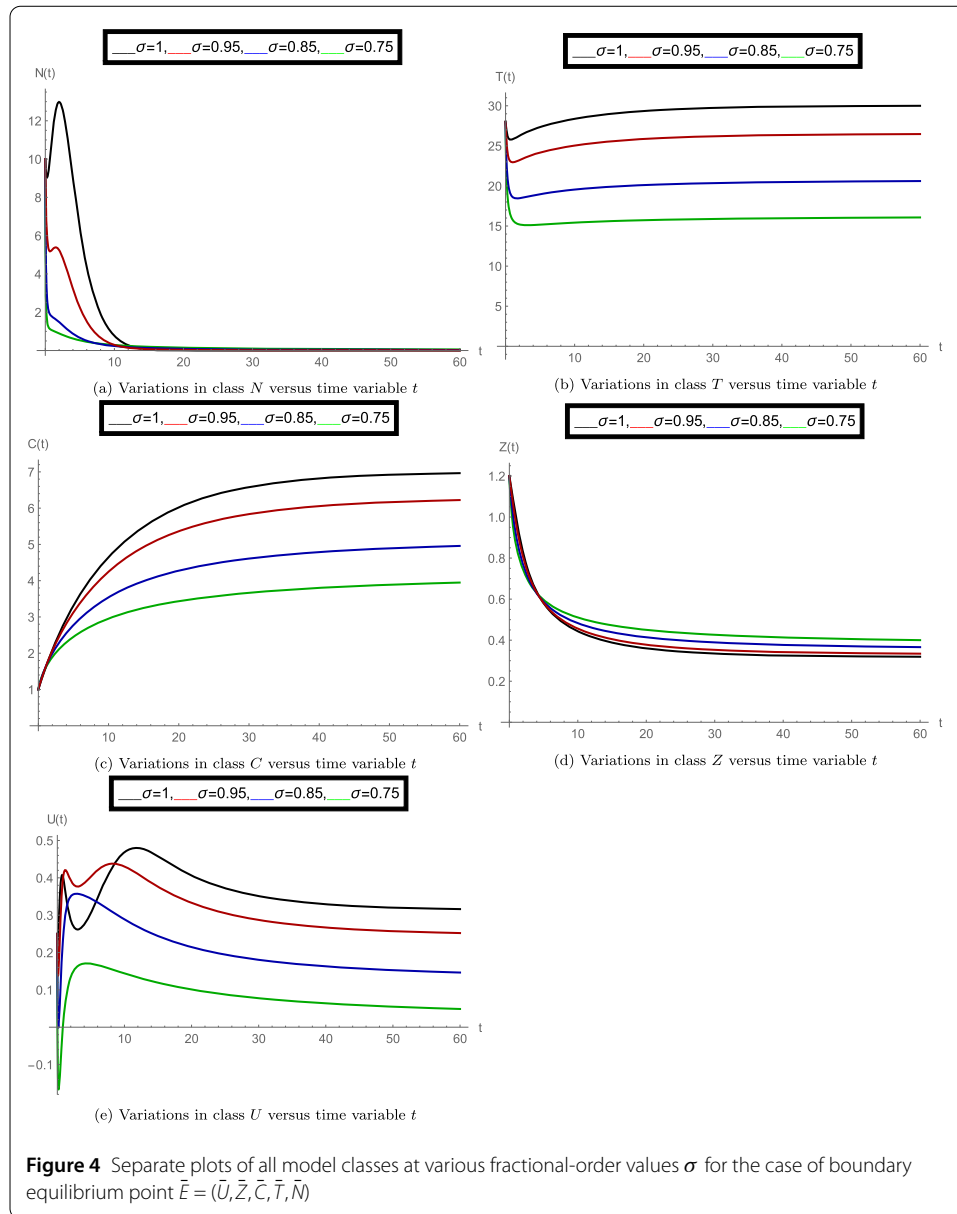 ___σ=1,___σ=0.95,___σ=0.85,___σ=0.75
N(t)
12
10
8
6
4
2
10
20
30
40
50
60
t
(a) Variations in class N versus time variable t
___σ=1,___σ=0.95,___σ=0.85,___σ=0.75
T(t)
30
25
20
15
10
5
10
20
30
40
50
60
t
(b) Variations in class T versus time variable t
___σ=1,___σ=0.95,___σ=0.85,___σ=0.75
C(t)
7
6
5
4
3
2
1
10
20
30
40
50
60
t
(c) Variations in class C versus time variable t
___σ=1,___σ=0.95,___σ=0.85,___σ=0.75
Z(t)
1.2
1.0
0.8
0.6
0.4
0.2
10
20
30
40
50
60
t
(d) Variations in class Z versus time variable t
___σ=1,___σ=0.95,___σ=0.85,___σ=0.75
U(t)
0.5
0.4
0.3
0.2
0.1
-0.1
10
20
30
40
50
60
t
(e) Variations in class U versus time variable t
Figure 4 Separate plots of all model classes at various fractional-order values σ for the case of boundary
equilibrium point Ē = (Ū, Z̄, C̄, T̄, N̄)